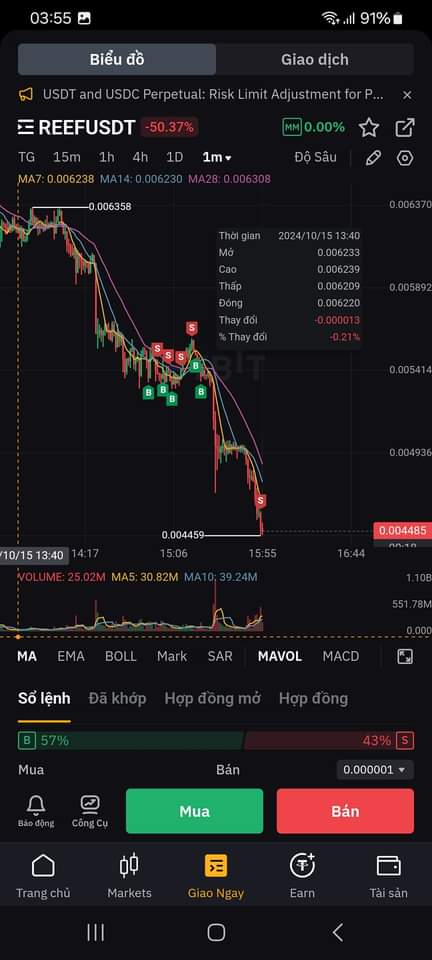 03:55 91%
Biểu đồ Giao dịch
USDT and USDC Perpetual: Risk Limit Adjustment for P... ×
REEFUSDT -50.37% MM 0.00%
TG 15m 1h 4h 1D 1m Độ Sâu
MA7: 0.006238 MA14: 0.006230 MA28: 0.006308
0.006358
0.006370
Thời gian 2024/10/15 13:40
Mở 0.006233
Cao 0.006239
Thấp 0.006209
Đóng 0.006220
Thay đổi -0.000013
% Thay đổi -0.21%
0.005892
S
S S S
B
B B B B
0.005414
0.004936
S
0.004459
0.004485
/10/15 13:40 14:17 15:06 15:55 16:44
VOLUME: 25.02M MA5: 30.82M MA10: 39.24M
1.10B
551.78M
0.000
MA EMA BOLL Mark SAR MAVOL MACD
Sổ lệnh Đã khớp Hợp đồng mở Hợp đồng
B 57% 43% S
Mua Bán 0.000001
Báo động Công Cụ Mua Bán
Trang chủ Markets Giao Ngay Earn Tài sản